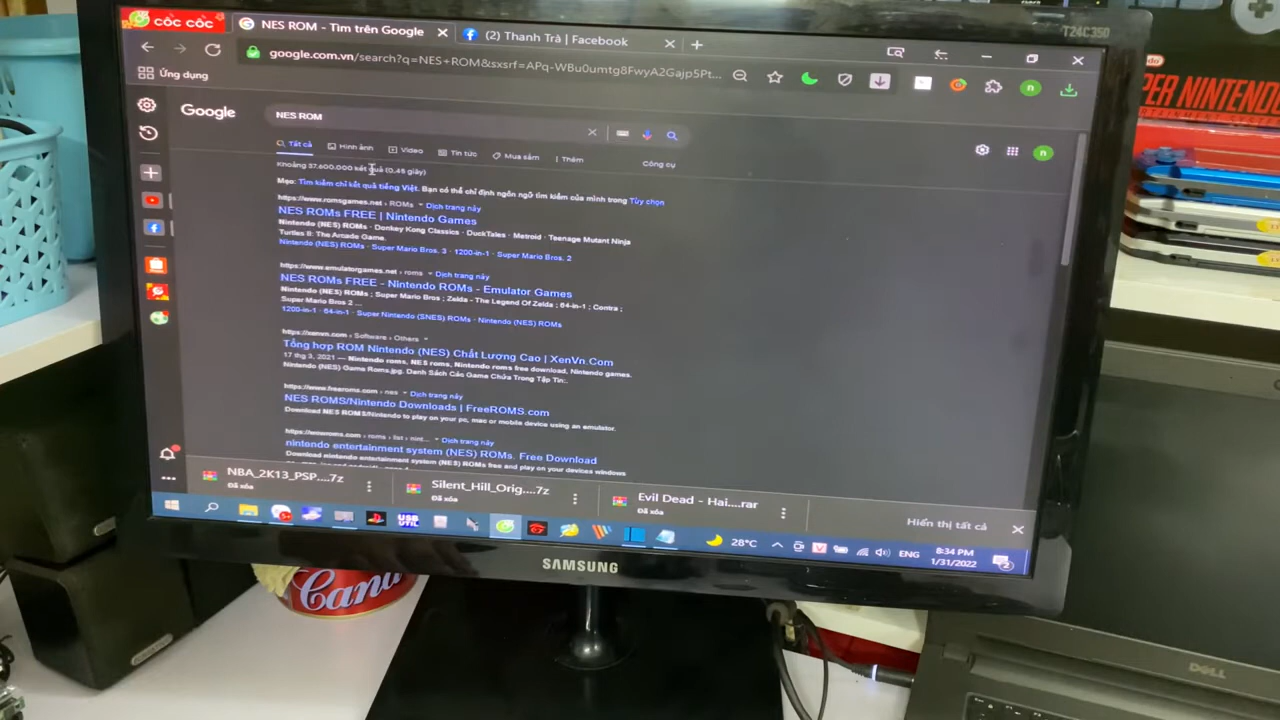 cốc cốc
NES ROM - Tìm trên Google
(2) Thanh Trà | Facebook
T24C350
google.com.vn/search?q=NES+ROM&sxsrf=APq-WBu0umtg8FwyA2Gajp5Pt...
Ứng dụng
Google
NES ROM
Tất cả
Hình ảnh
Video
Tin tức
Mua sắm
Thêm
Công cụ
Khoảng 37.600.000 kết quả (0,48 giây)
Mẹo: Tìm kiếm chỉ kết quả tiếng Việt. Bạn có thể chỉ định ngôn ngữ tìm kiếm của mình trong Tùy chọn
https://www.romsgames.net › ROMs Dịch trang này
NES ROMs FREE | Nintendo Games
Nintendo (NES) ROMs · Donkey Kong Classics · DuckTales · Metroid · Teenage Mutant Ninja
Turtles II: The Arcade Game.
Nintendo (NES) ROMs · Super Mario Bros. 3 · 1200-in-1 · Super Mario Bros. 2
https://www.emulatorgames.net › roms Dịch trang này
NES ROMs FREE - Nintendo ROMs - Emulator Games
Nintendo (NES) ROMs ; Super Mario Bros ; Zelda - The Legend Of Zelda ; 64-in-1 ; Contra ;
Super Mario Bros 2 ...
1200-in-1 · 64-in-1 · Super Nintendo (SNES) ROMs · Nintendo (NES) ROMs
https://xenvn.com › Software › Others
Tổng hợp ROM Nintendo (NES) Chất Lượng Cao | XenVn.Com
17 thg 3, 2021 — Nintendo roms, NES roms, Nintendo roms free download, Nintendo games.
Nintendo (NES) Game Roms.jpg. Danh Sách Các Game Chứa Trong Tập Tin:.
https://www.freeroms.com › nes Dịch trang này
NES ROMS/Nintendo Downloads | FreeROMS.com
Download NES ROMS/Nintendo to play on your pc, mac or mobile device using an emulator.
› roms › list › nint... Dịch trang này
nintendo entertainment system (NES) ROMs. Free Download
Download nintendo entertainment system (NES) ROMs free and play on your devices windows
NBA_2K13_PSP....7z
Đã xóa
Silent_Hill_Orig....7z
Đã xóa
Evil Dead - Hai....rar
Đã xóa
Hiển thị tất cả
USB
UTIL
28°C
ENG
8:34 PM
1/31/2022
2
SAMSUNG
DELL
PER NINTENDO
ENTERTAINMENT SYSTEM
Cana